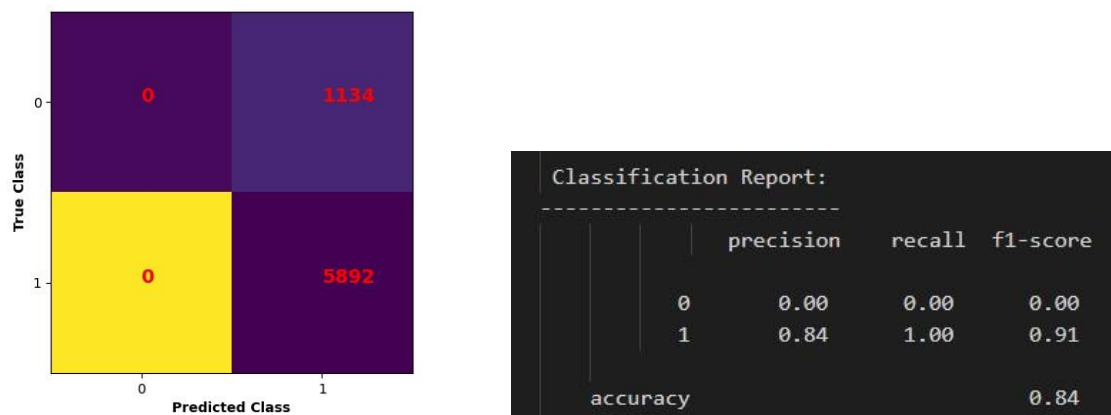 0 1134
0
True Class
0 5892
1
0 1
Predicted Class
Classification Report:
------------------------
precision recall f1-score
0 0.00 0.00 0.00
1 0.84 1.00 0.91
accuracy 0.84